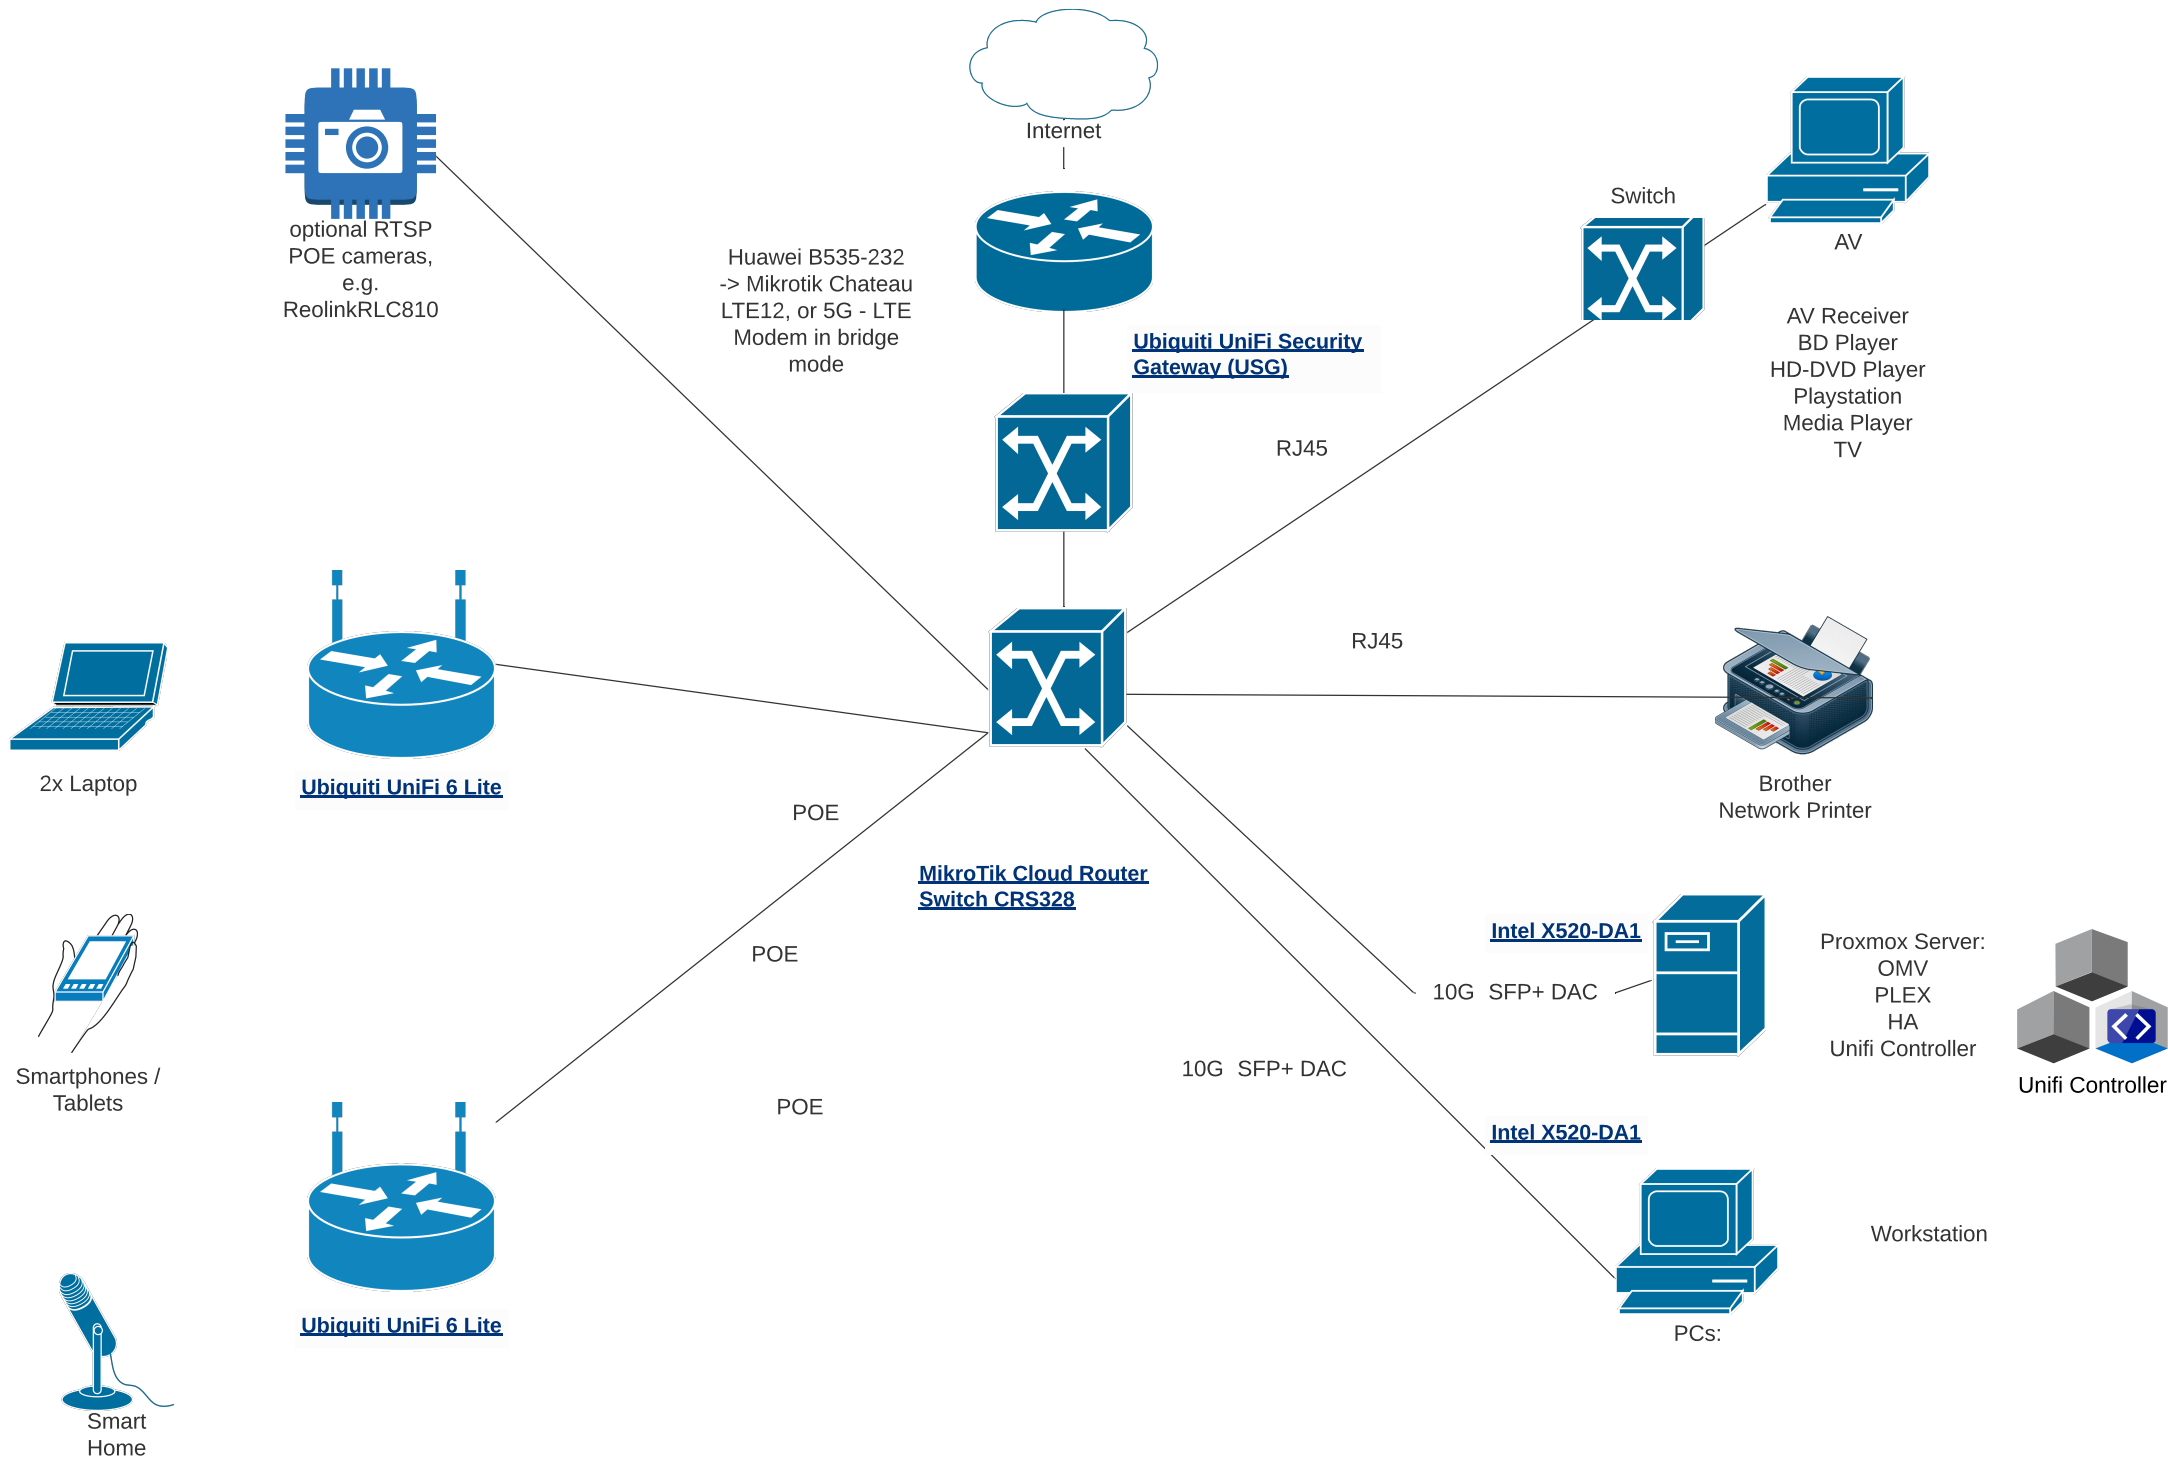 Internet
optional RTSP
POE cameras,
e.g.
ReolinkRLC810
Huawei B535-232
-> Mikrotik Chateau
LTE12, or 5G - LTE
Modem in bridge
mode
Ubiquiti UniFi Security
Gateway (USG)
Switch
AV
AV Receiver
BD Player
HD-DVD Player
Playstation
Media Player
TV
RJ45
RJ45
2x Laptop
Ubiquiti UniFi 6 Lite
POE
Brother
Network Printer
MikroTik Cloud Router
Switch CRS328
POE
Intel X520-DA1
10G  SFP+ DAC
Proxmox Server:
OMV
PLEX
HA
Unifi Controller
Unifi Controller
Smartphones /
Tablets
10G  SFP+ DAC
POE
Intel X520-DA1
Workstation
PCs:
Ubiquiti UniFi 6 Lite
Smart
Home